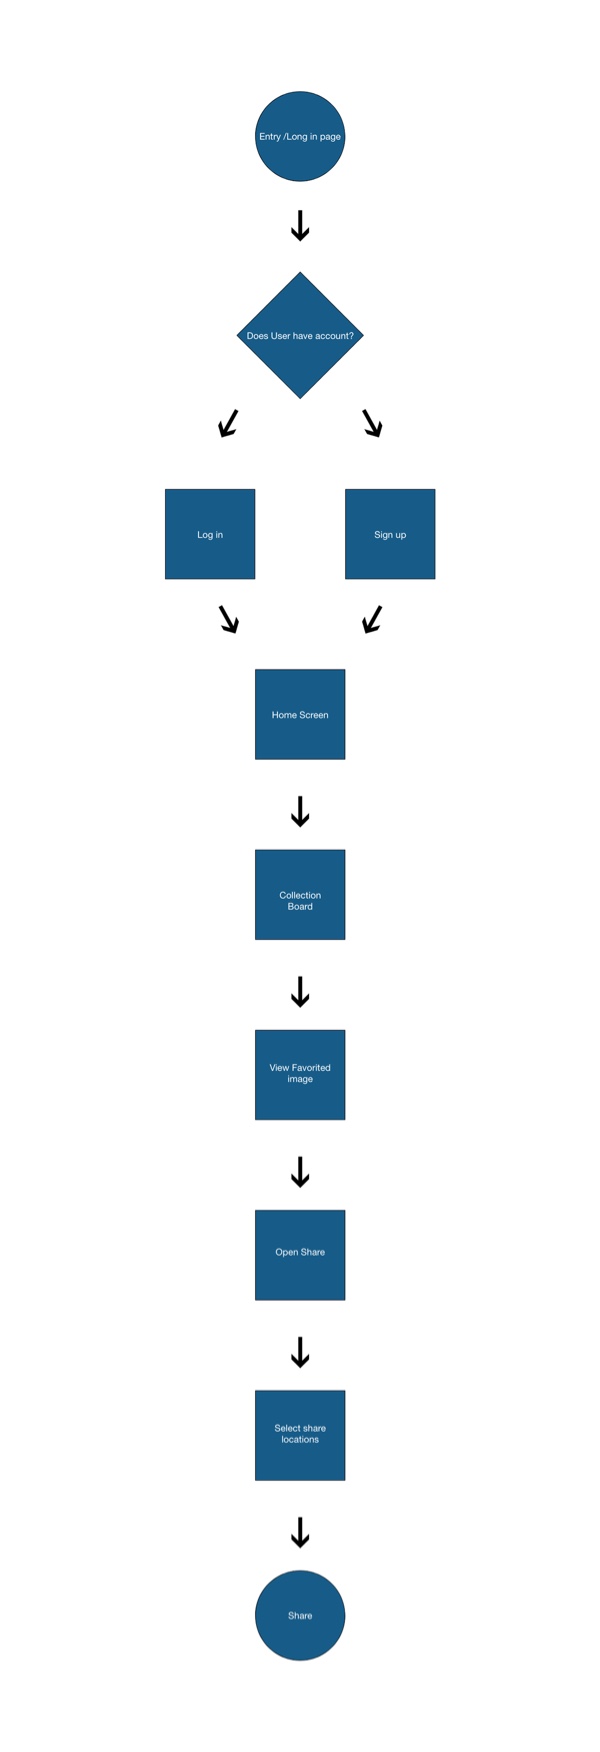 Entry /Long in page
Does User have account?
Log in
Sign up
Home Screen
Collection
Board
View Favorited
image
Open Share
Select share
locations
Share